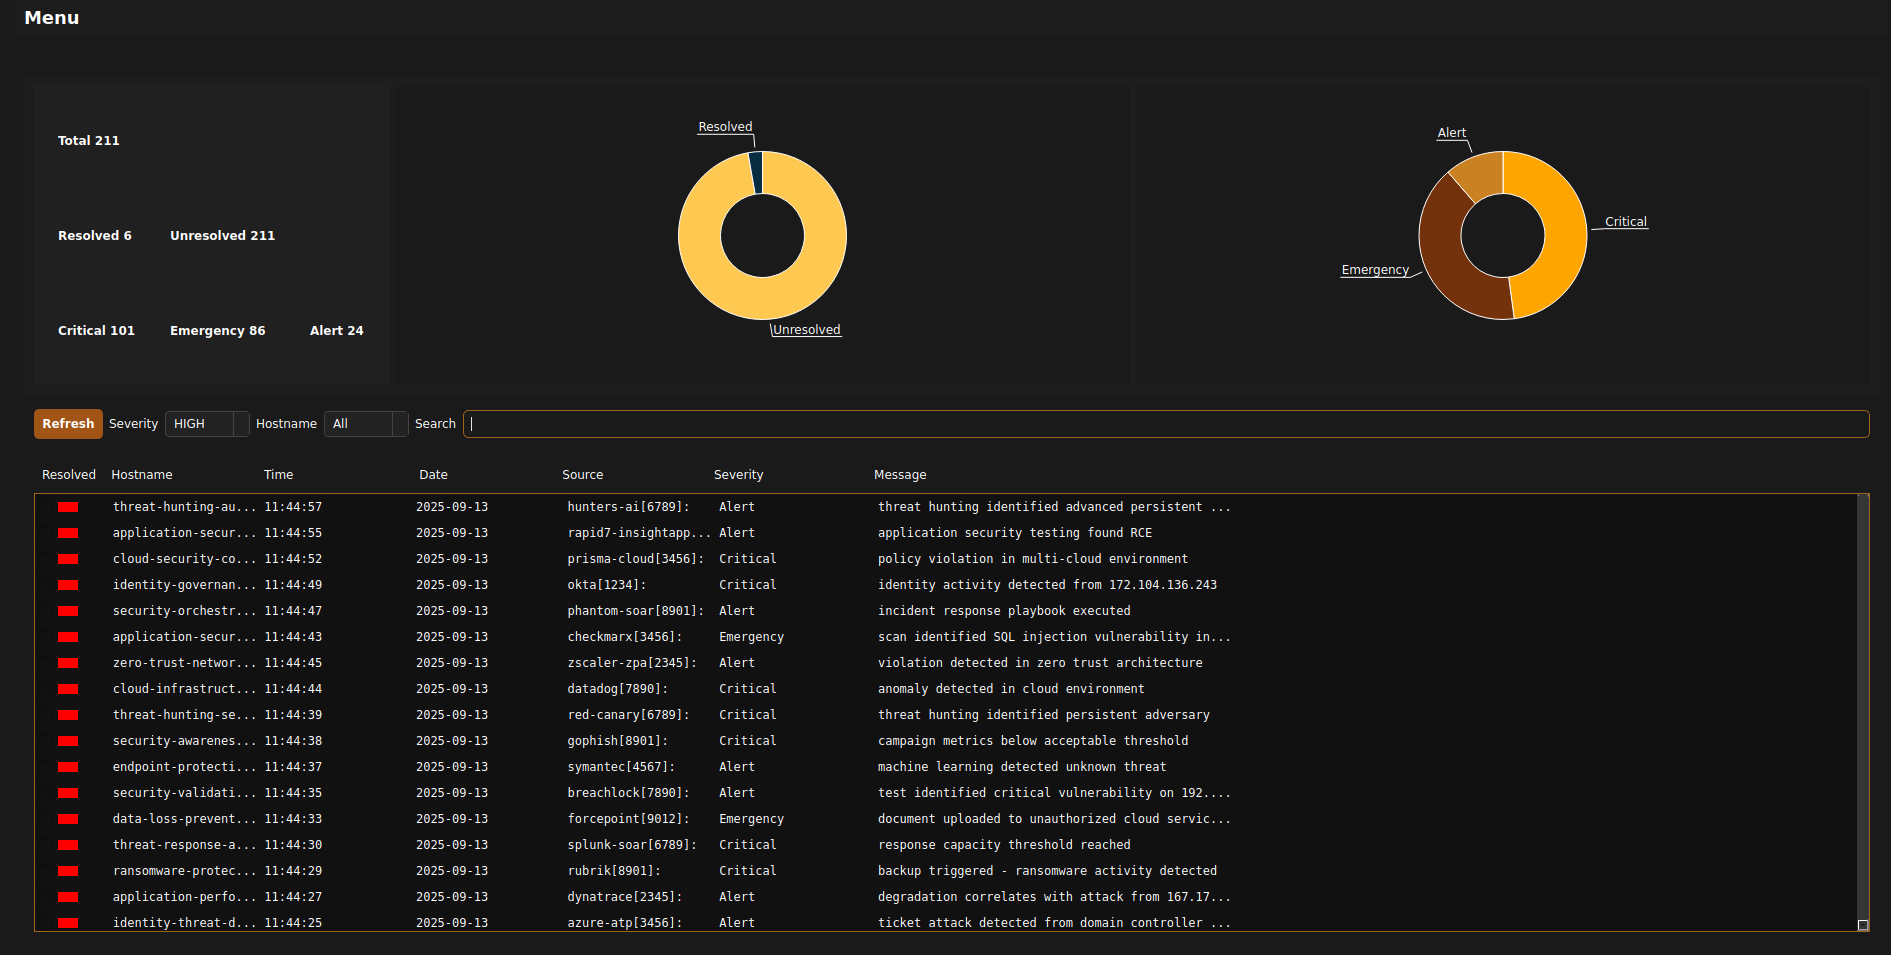 Menu
Total 211
Resolved 6 Unresolved 211
Critical 101 Emergency 86 Alert 24
Resolved
Unresolved
Alert
Critical
Emergency
Refresh Severity HIGH Hostname All Search
Resolved Hostname Time Date Source Severity Message
threat-hunting-au... 11:44:57 2025-09-13 hunters-ai[6789]: Alert threat hunting identified advanced persistent ...
application-secur... 11:44:55 2025-09-13 rapid7-insightapp... Alert application security testing found RCE
cloud-security-co... 11:44:52 2025-09-13 prisma-cloud[3456]: Critical policy violation in multi-cloud environment
identity-governan... 11:44:49 2025-09-13 okta[1234]: Critical identity activity detected from 172.104.136.243
security-orchestr... 11:44:47 2025-09-13 phantom-soar[8901]: Alert incident response playbook executed
application-secur... 11:44:43 2025-09-13 checkmarx[3456]: Emergency scan identified SQL injection vulnerability in...
zero-trust-networ... 11:44:45 2025-09-13 zscaler-zpa[2345]: Alert violation detected in zero trust architecture
cloud-infrastruct... 11:44:44 2025-09-13 datadog[7890]: Critical anomaly detected in cloud environment
threat-hunting-se... 11:44:39 2025-09-13 red-canary[6789]: Critical threat hunting identified persistent adversary
security-awarenes... 11:44:38 2025-09-13 gophish[8901]: Critical campaign metrics below acceptable threshold
endpoint-protecti... 11:44:37 2025-09-13 symantec[4567]: Alert machine learning detected unknown threat
security-validati... 11:44:35 2025-09-13 breachlock[7890]: Alert test identified critical vulnerability on 192....
data-loss-prevent... 11:44:33 2025-09-13 forcepoint[9012]: Emergency document uploaded to unauthorized cloud servic...
threat-response-a... 11:44:30 2025-09-13 splunk-soar[6789]: Critical response capacity threshold reached
ransomware-protec... 11:44:29 2025-09-13 rubrik[8901]: Critical backup triggered - ransomware activity detected
application-perfo... 11:44:27 2025-09-13 dynatrace[2345]: Alert degradation correlates with attack from 167.17...
identity-threat-d... 11:44:25 2025-09-13 azure-atp[3456]: Alert ticket attack detected from domain controller ...